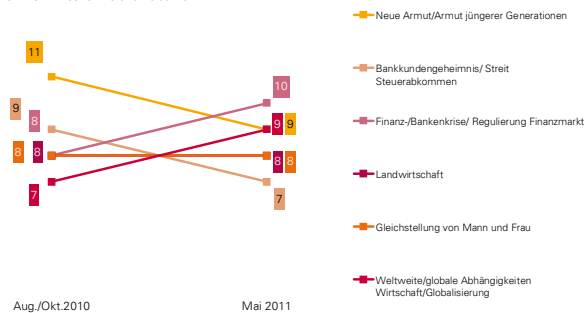 Neue Armut/Armut jüngerer Generationen
11
10
Bankkundengeheimnis/ Streit
Steuerabkommen
9
8
Finanz-/Bankenkrise/ Regulierung Finanzmarkt
9 9
8 8
8 8
Landwirtschaft
7
7
Gleichstellung von Mann und Frau
Weltweite/globale Abhängigkeiten
Wirtschaft/Globalisierung
Aug./Okt.2010 Mai 2011